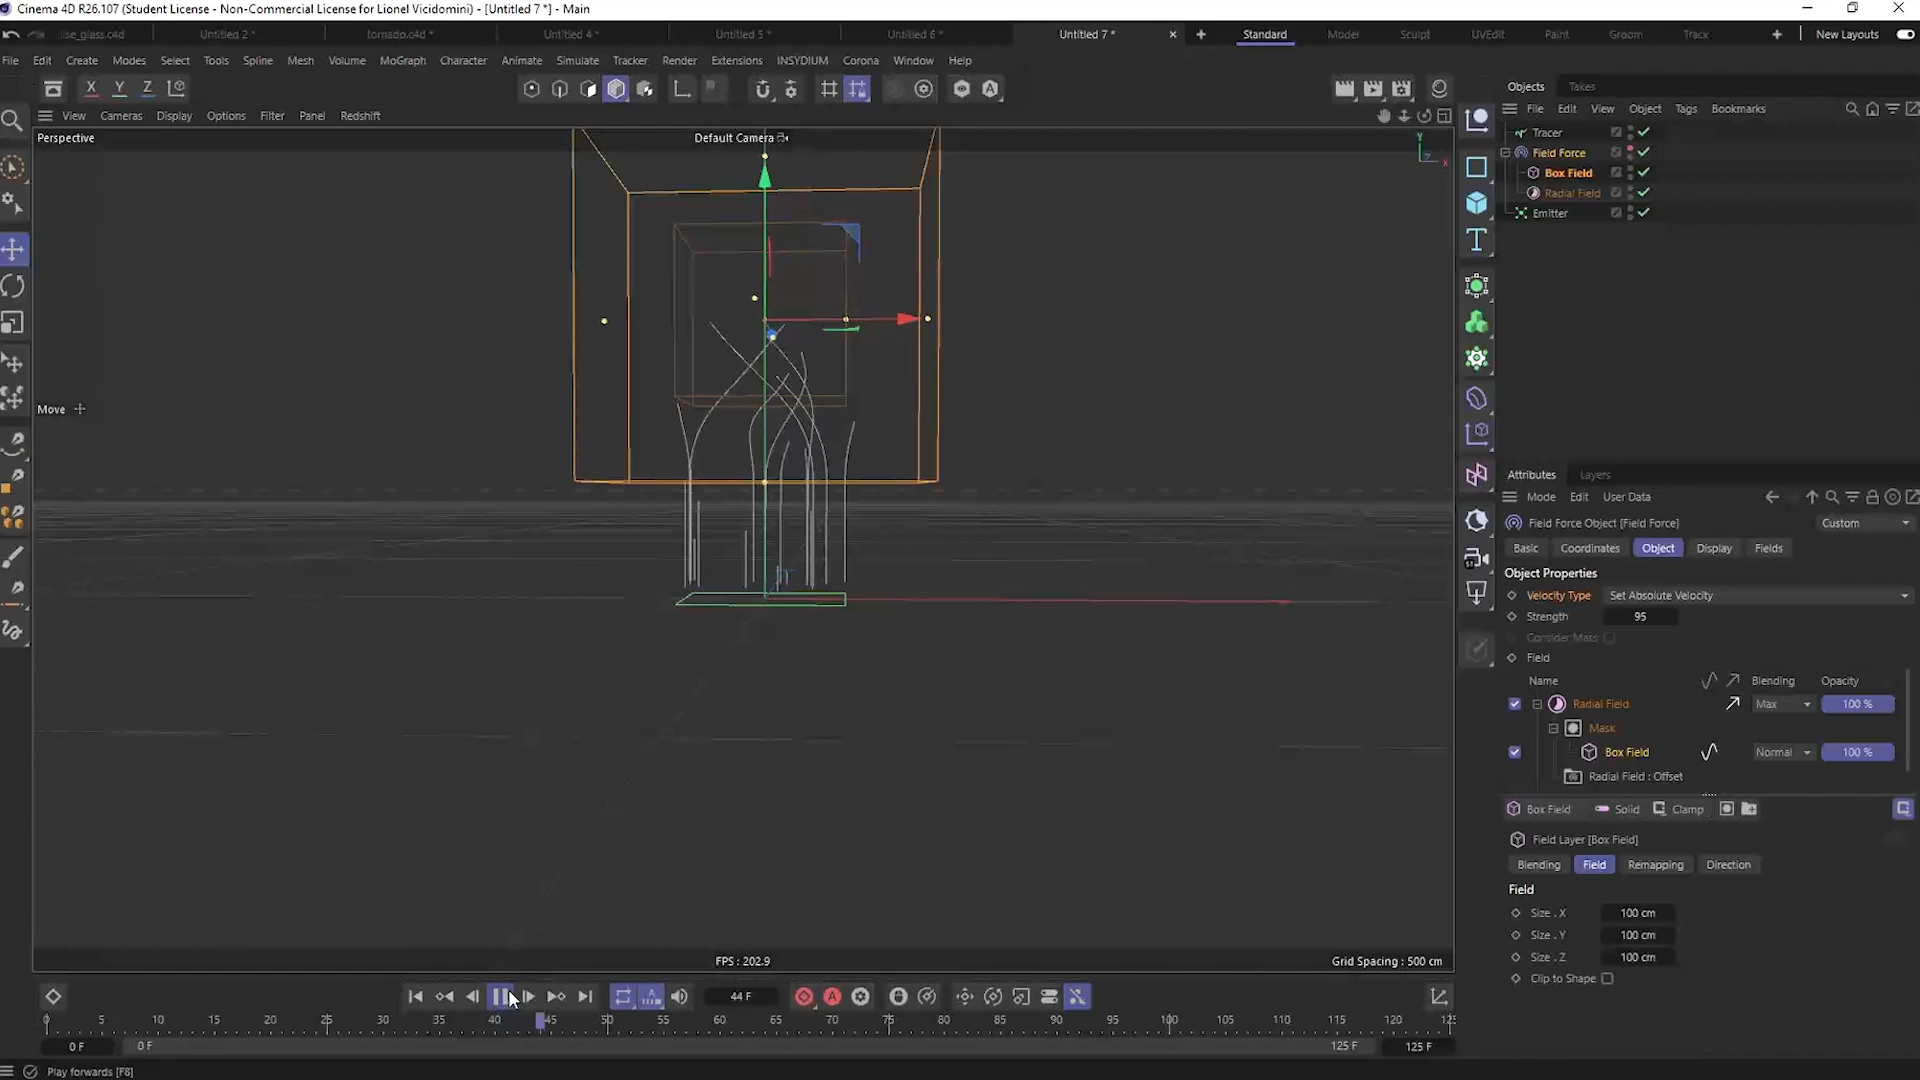 Cinema 4D R26.107 (Student License - Non-Commercial License for Lionel Vicidomini) - [Untitled 7 *] - Main
ise_glass.c4d Untitled 2 * tornado.c4d * Untitled 4 * Untitled 5 * Untitled 6 * Untitled 7 * Standard Model Sculpt UVEdit Paint Groom Track New Layouts
File Edit Create Modes Select Tools Spline Mesh Volume MoGraph Character Animate Simulate Tracker Render Extensions INSYDIUM Corona Window Help
X Y Z
Objects Takes
File Edit View Object Tags Bookmarks
View Cameras Display Options Filter Panel Redshift
Perspective
Default Camera
Y
Z X
Tracer
Field Force
Box Field
Radial Field
Emitter
Move
Attributes Layers
Mode Edit User Data
Field Force Object [Field Force] Custom
Basic Coordinates Object Display Fields
Object Properties
Velocity Type Set Absolute Velocity
Strength 95
Consider Mass
Field
Name Blending Opacity
Radial Field Max 100 %
Mask
Box Field Normal 100 %
Radial Field : Offset
Box Field Solid Clamp
Field Layer [Box Field]
Blending Field Remapping Direction
Field
Size . X 100 cm
Size . Y 100 cm
Size . Z 100 cm
Clip to Shape
FPS : 202.9
Grid Spacing : 500 cm
44 F
0 5 10 15 20 25 30 35 40 45 50 55 60 65 70 75 80 85 90 95 100 105 110 115 120 125
0 F 0 F 125 F 125 F
Play forwards [F8]